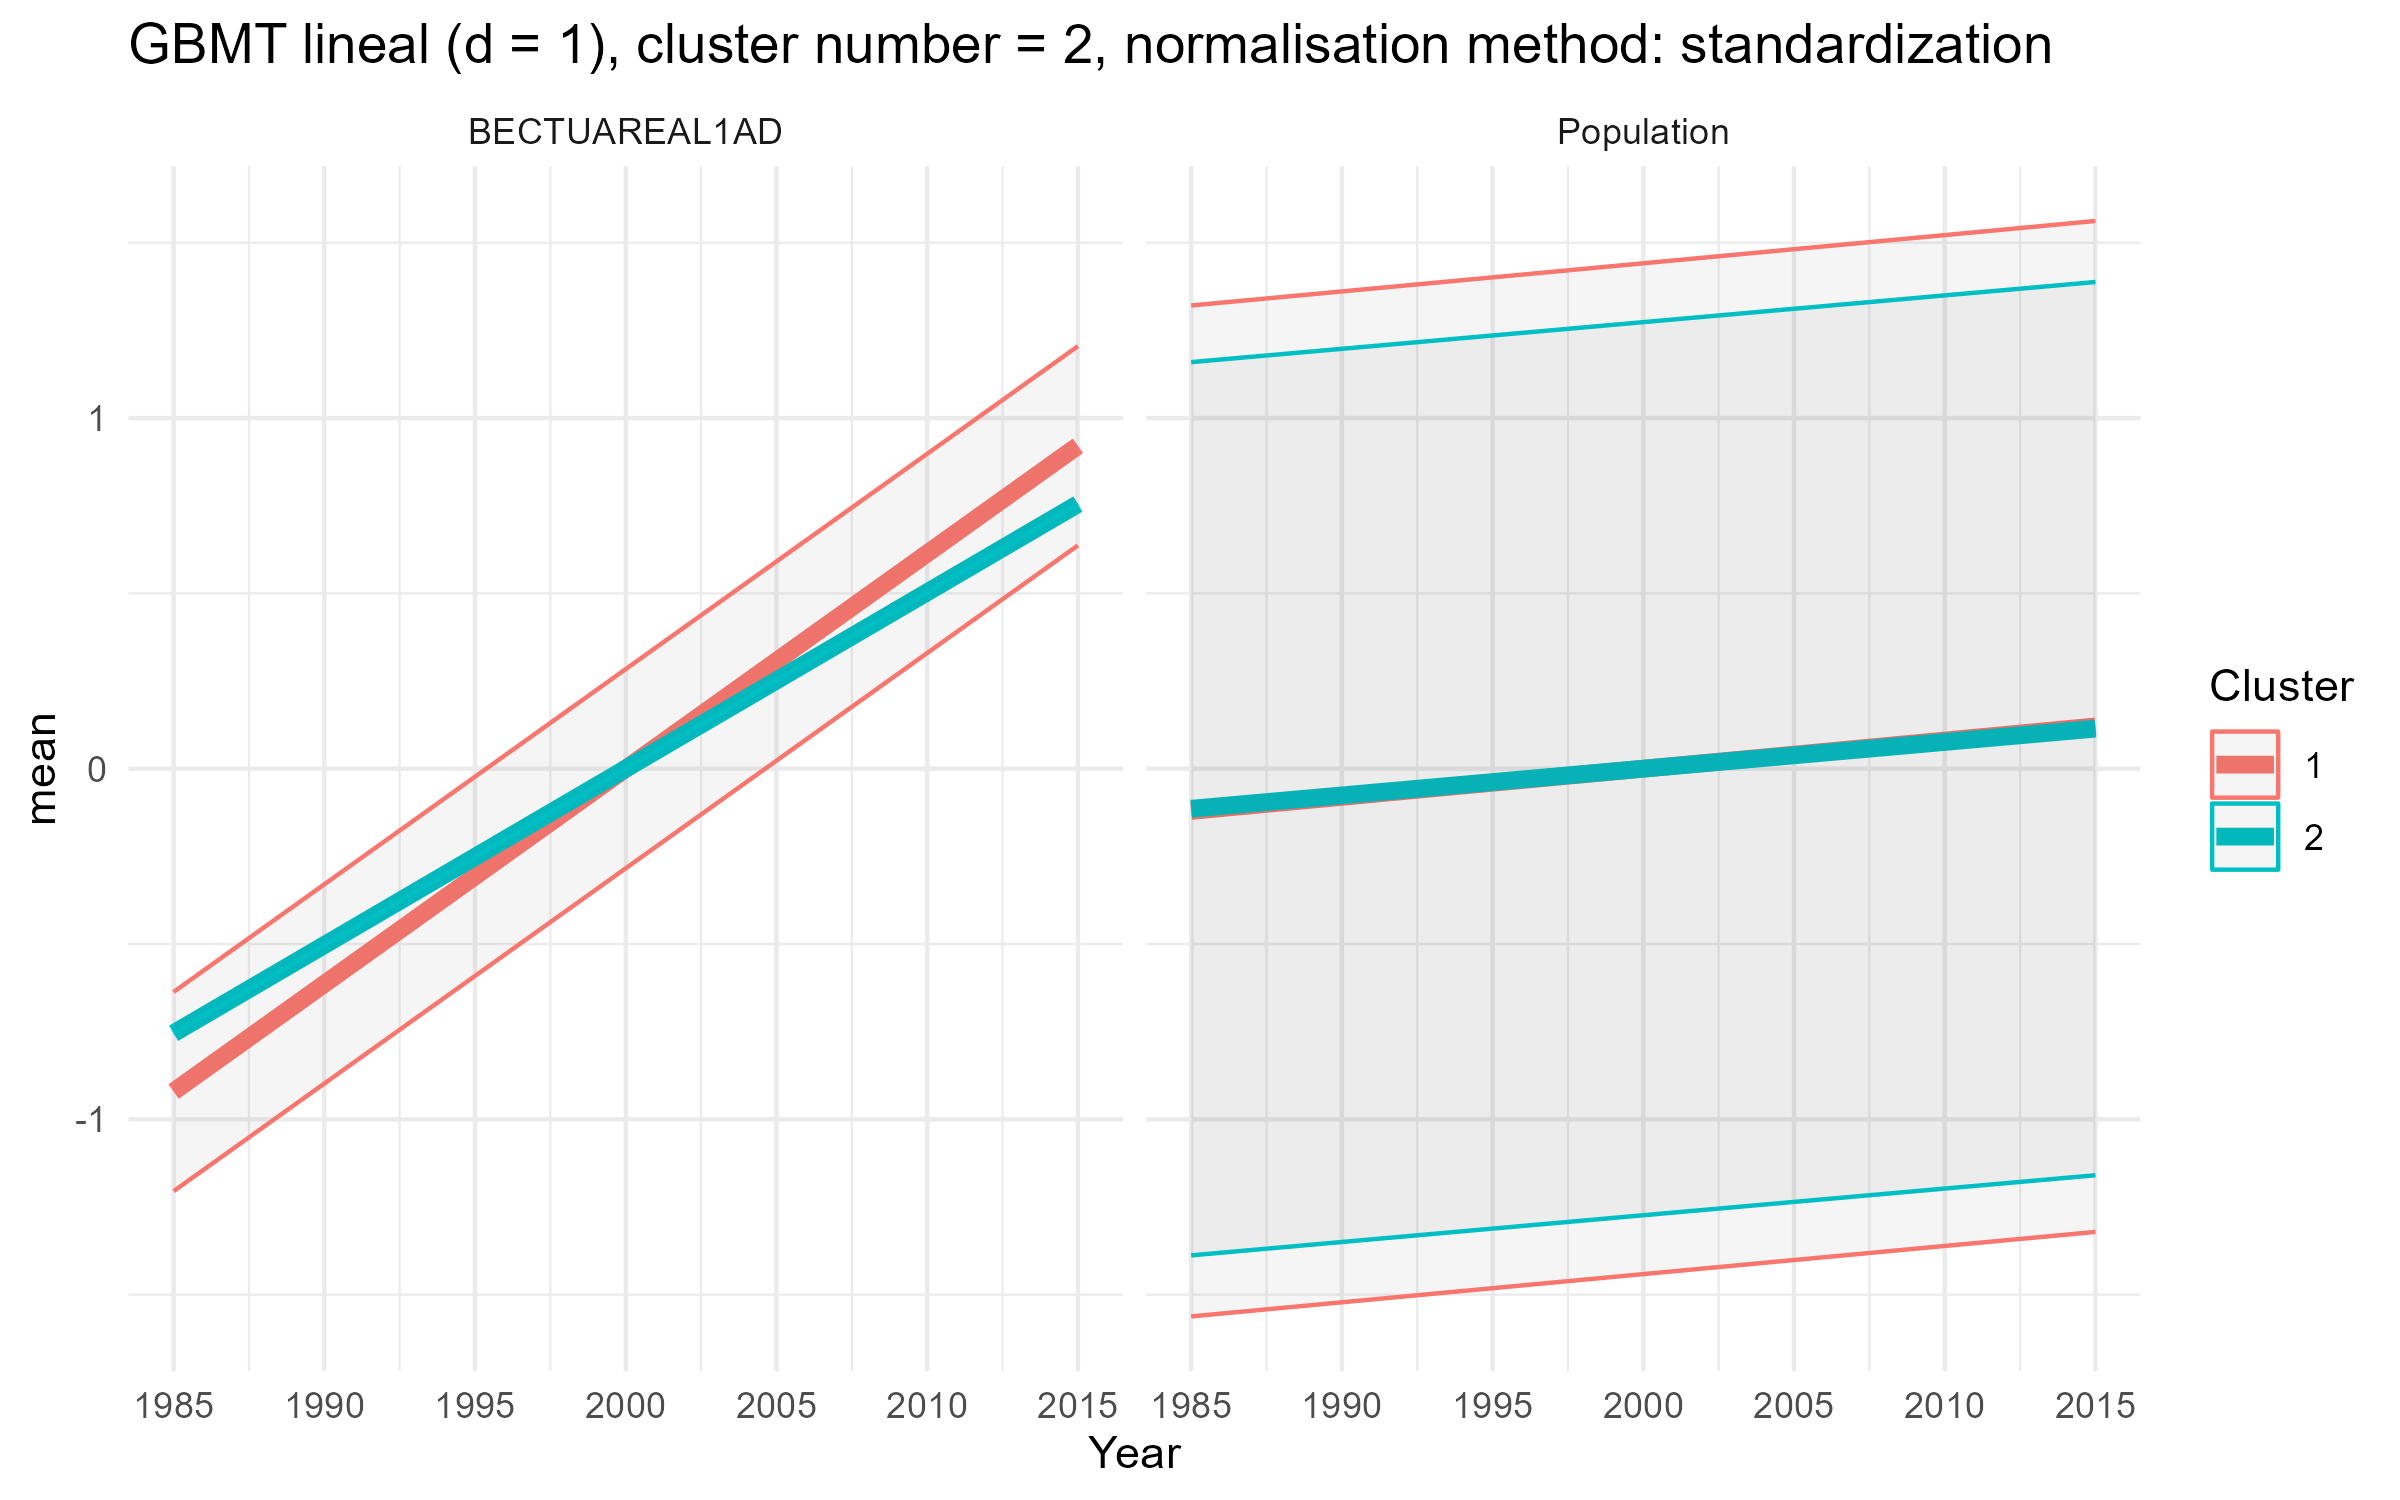 GBMT lineal (d = 1), cluster number = 2, normalisation method: standardization
BECTUAREAL1AD
Population
mean
1
0
-1
1985 1990 1995 2000 2005 2010 2015
1985 1990 1995 2000 2005 2010 2015
Year
Cluster
1
2